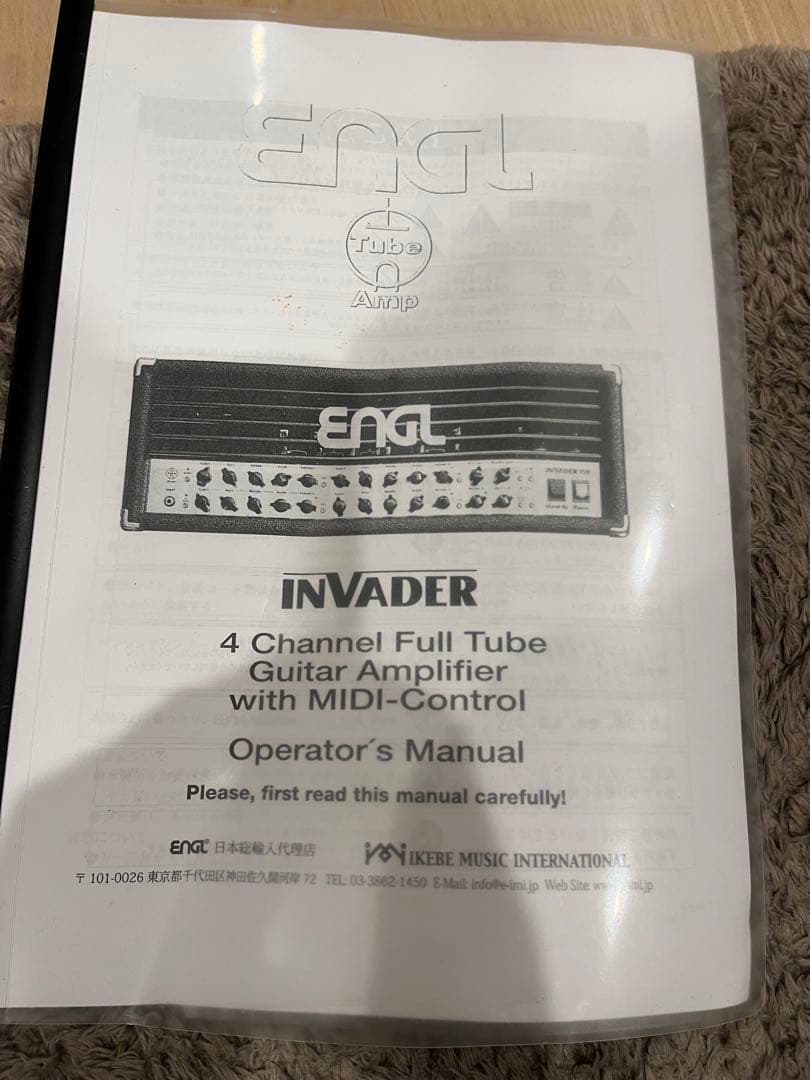 ENGL
Tube
Amp
ENGL
INVADER
4 Channel Full Tube
Guitar Amplifier
with MIDI-Control
Operator´s Manual
Please, first read this manual carefully!
ENGL 日本総輸入代理店 imi IKEBE MUSIC INTERNATIONAL
〒101-0026 東京都千代田区神田佐久間河岸 72 TEL: 03-3862-1450 E-Mail: info@e-imi.jp Web Site: